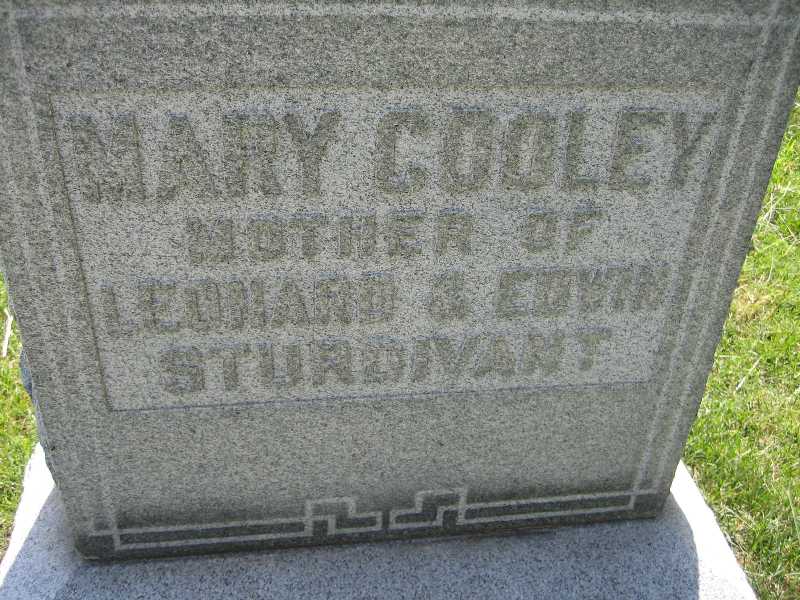 MARY COOLEY
MOTHER OF
LEONARD & EDWIN
STURDIVANT